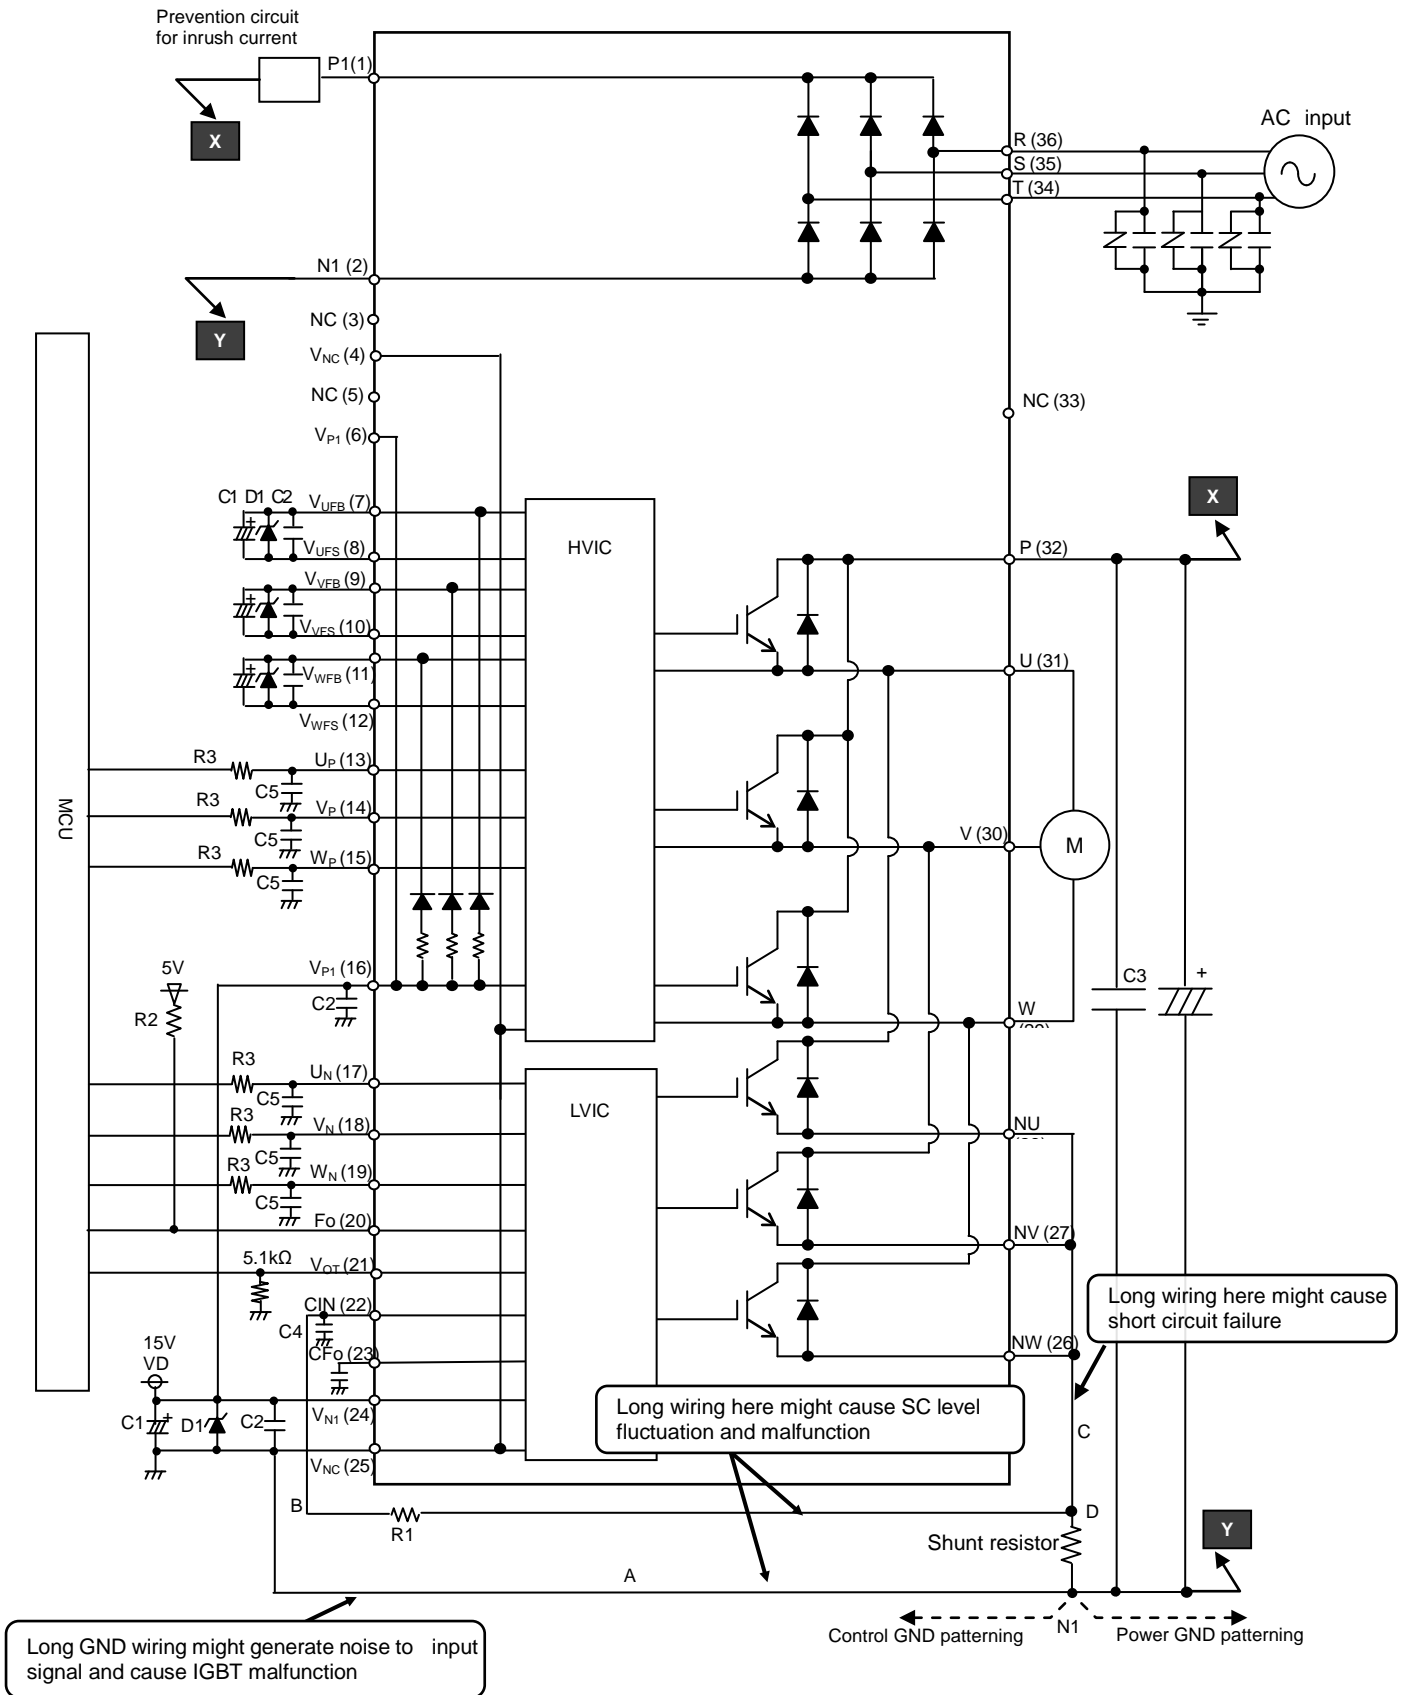 Prevention circuit
for inrush current
P1(1)
X
AC input
R (36)
S (35)
T (34)
N1 (2)
Y
NC (3)
VNC (4)
NC (5)
NC (33)
VP1 (6)
X
C1 D1 C2
VUFB (7)
VUFS (8)
HVIC
P (32)
VVFB (9)
VVFS (10)
U (31)
VWFB (11)
VWFS (12)
MCU
R3
UP (13)
C5
R3
VP (14)
C5
V (30)
M
R3
WP (15)
C5
5V
VP1 (16)
C2
R2
C3
+
W
R3
UN (17)
C5
LVIC
R3
VN (18)
NU
C5
R3
WN (19)
C5
Fo (20)
NV (27)
5.1kΩ
VOT (21)
CIN (22)
C4
Long wiring here might cause
short circuit failure
15V
VD
CFo (23)
NW (26)
C1
+
D1
C2
VN1 (24)
Long wiring here might cause SC level
fluctuation and malfunction
C
VNC (25)
B
R1
D
Y
Shunt resistor
A
Control GND patterning
N1
Power GND patterning
Long GND wiring might generate noise to input
signal and cause IGBT malfunction